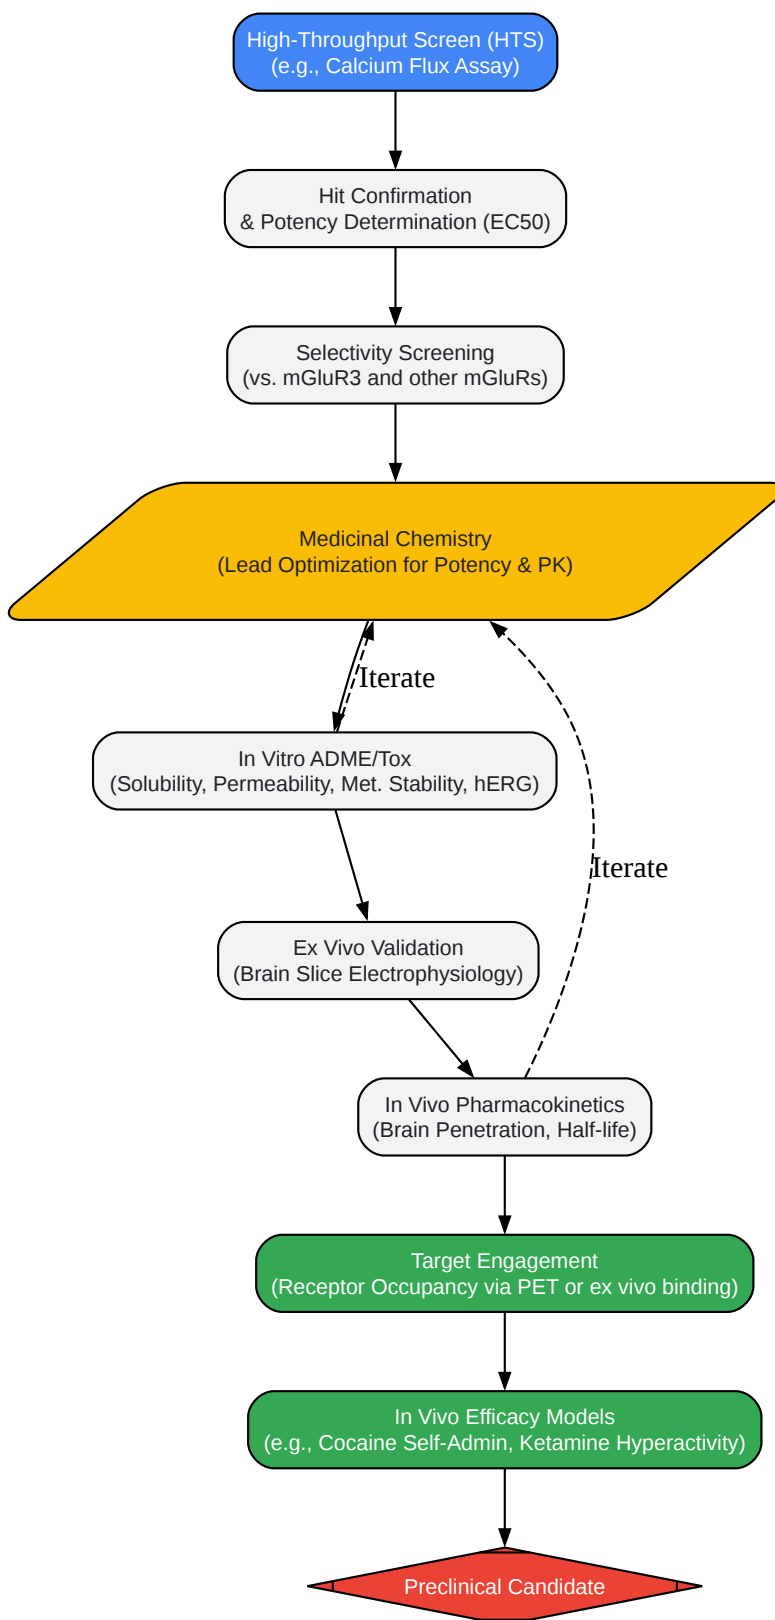 High-Throughput Screen (HTS)
(e.g., Calcium Flux Assay)
Hit Confirmation
& Potency Determination (EC50)
Selectivity Screening
(vs. mGluR3 and other mGluRs)
Medicinal Chemistry
(Lead Optimization for Potency & PK)
Iterate
In Vitro ADME/Tox
(Solubility, Permeability, Met. Stability, hERG)
Iterate
Ex Vivo Validation
(Brain Slice Electrophysiology)
In Vivo Pharmacokinetics
(Brain Penetration, Half-life)
Target Engagement
(Receptor Occupancy via PET or ex vivo binding)
In Vivo Efficacy Models
(e.g., Cocaine Self-Admin, Ketamine Hyperactivity)
Preclinical Candidate